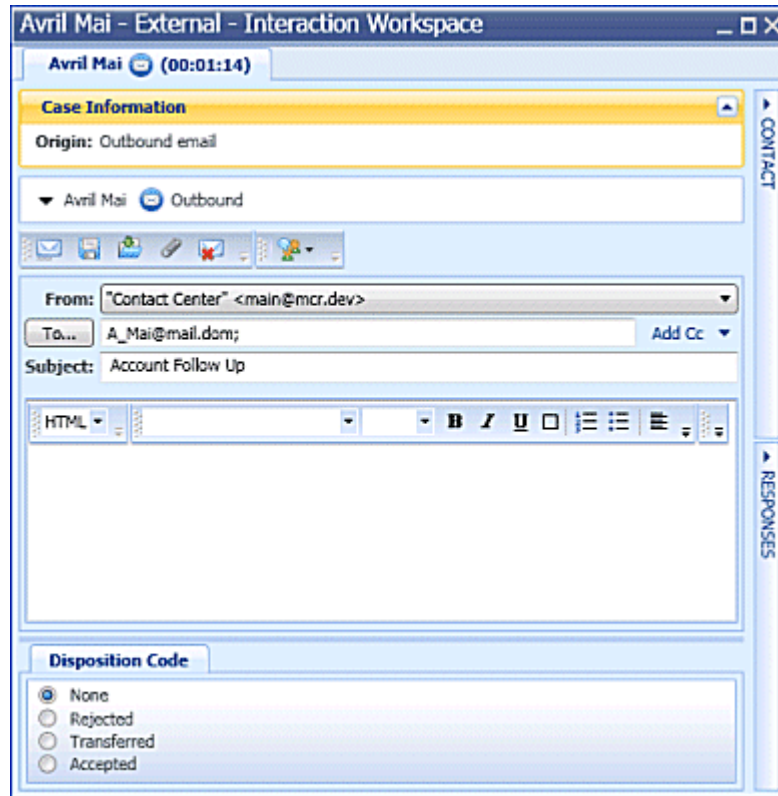 Avril Mai - External - Interaction Workspace
Avril Mai (00:01:14)
Case Information
Origin: Outbound email
Avril Mai Outbound
From: "Contact Center" <main@mcr.dev>
To... A_Mai@mail.dom; Add Cc
Subject: Account Follow Up
HTML B I U
Disposition Code
None
Rejected
Transferred
Accepted
CONTACT
RESPONSES